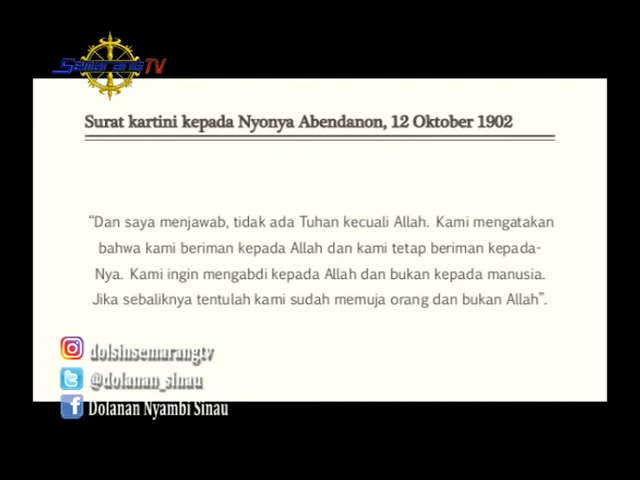 SemarangTV
Surat kartini kepada Nyonya Abendanon, 12 Oktober 1902
“Dan saya menjawab, tidak ada Tuhan kecuali Allah. Kami mengatakan
bahwa kami beriman kepada Allah dan kami tetap beriman kepada-
Nya. Kami ingin mengabdi kepada Allah dan bukan kepada manusia.
Jika sebaliknya tentulah kami sudah memuja orang dan bukan Allah”.
dolsinsemarangtv
@dolanan_sinau
Dolanan Nyambi Sinau